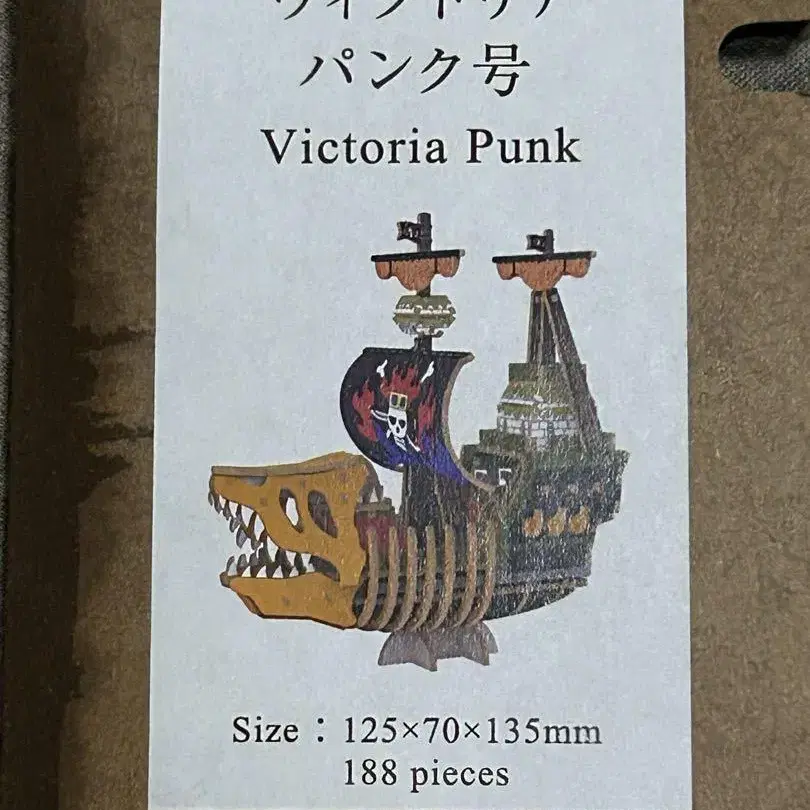 パンク号
Victoria Punk
Size：125×70×135mm
188 pieces